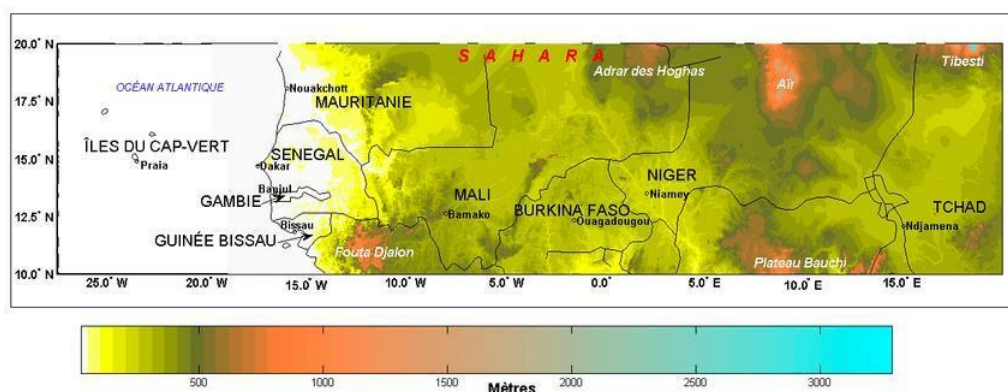 20.0° N
S A H A R A
Adrar des Hoghas
Aïr
Tibesti
OCÉAN ATLANTIQUE
Nouakchott
17.5° N
MAURITANIE
ÎLES DU CAP-VERT
Praia
15.0° N
SENEGAL
Dakar
Banjul
GAMBIE
MALI
Bamako
NIGER
Niamey
BURKINA FASO
Ouagadougou
TCHAD
Ndjamena
12.5° N
Bissau
GUINÉE BISSAU
Fouta Djalon
Plateau Bauchi
10.0° N
25.0° W 20.0° W 15.0° W 10.0° W 5.0° W 0.0° E 5.0° E 10.0° E 15.0° E
500 1000 1500 2000 2500 3000
Mètres